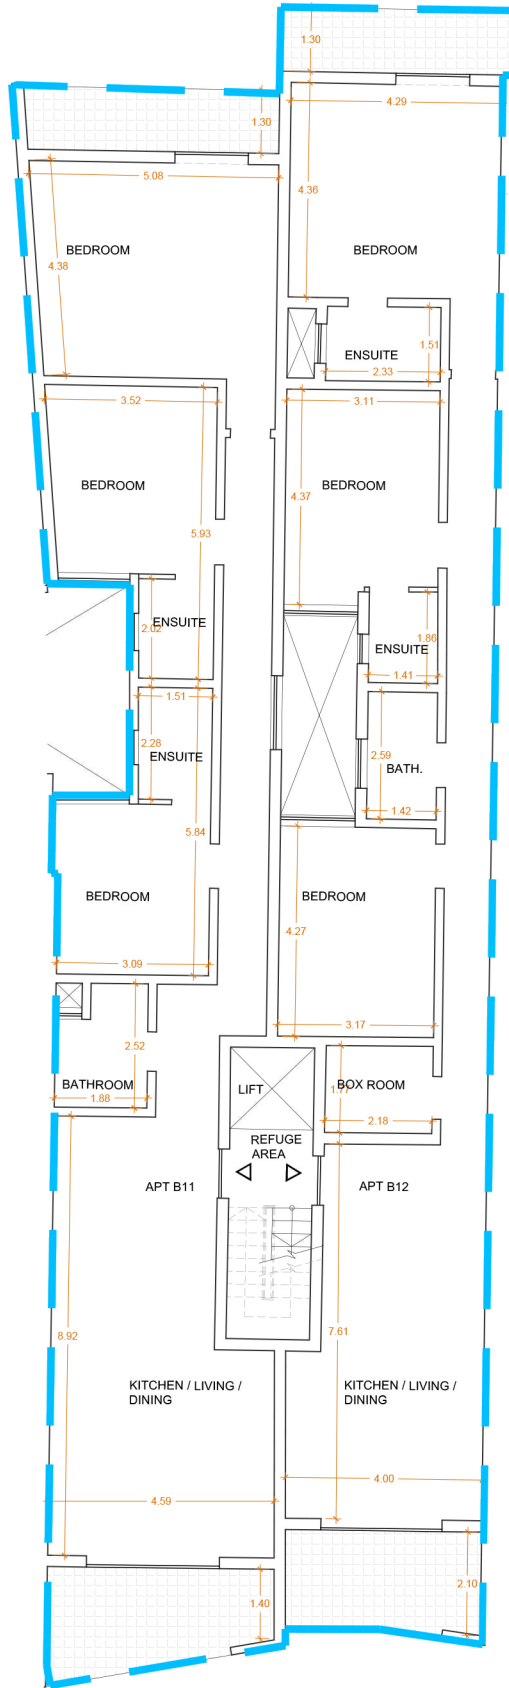 1.30
4.29
1.30
5.08
4.36
BEDROOM
BEDROOM
4.38
1.51
ENSUITE
2.33
3.52
3.11
BEDROOM
BEDROOM
4.37
5.93
2.02
ENSUITE
1.86
ENSUITE
1.41
1.51
2.28
ENSUITE
2.59
BATH.
1.42
5.84
BEDROOM
BEDROOM
4.27
3.09
3.17
2.52
BATHROOM
1.88
LIFT
BOX ROOM
1.77
2.18
REFUGE
AREA
APT B11
APT B12
8.92
7.61
KITCHEN / LIVING /
DINING
KITCHEN / LIVING /
DINING
4.59
4.00
1.40
2.10